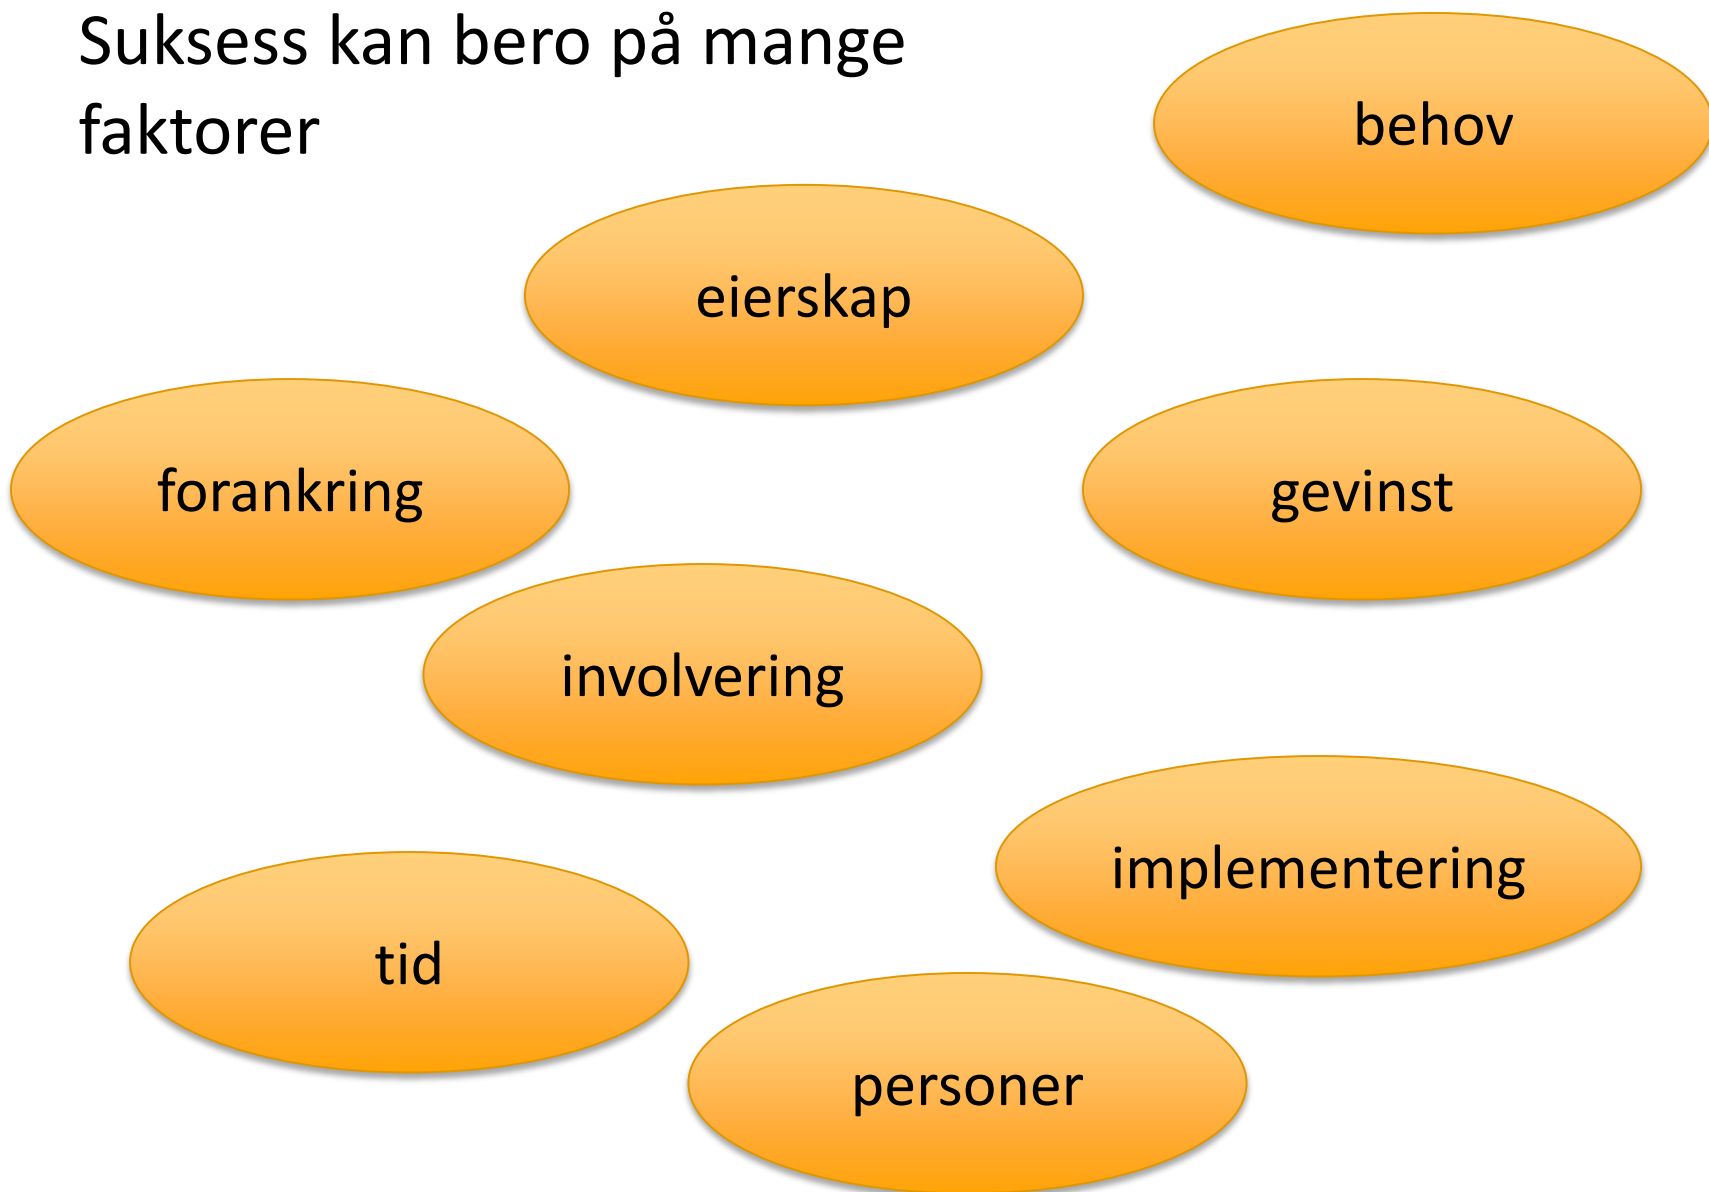 Suksess kan bero på mange
faktorer
behov
eierskap
forankring
gevinst
involvering
implementering
tid
personer